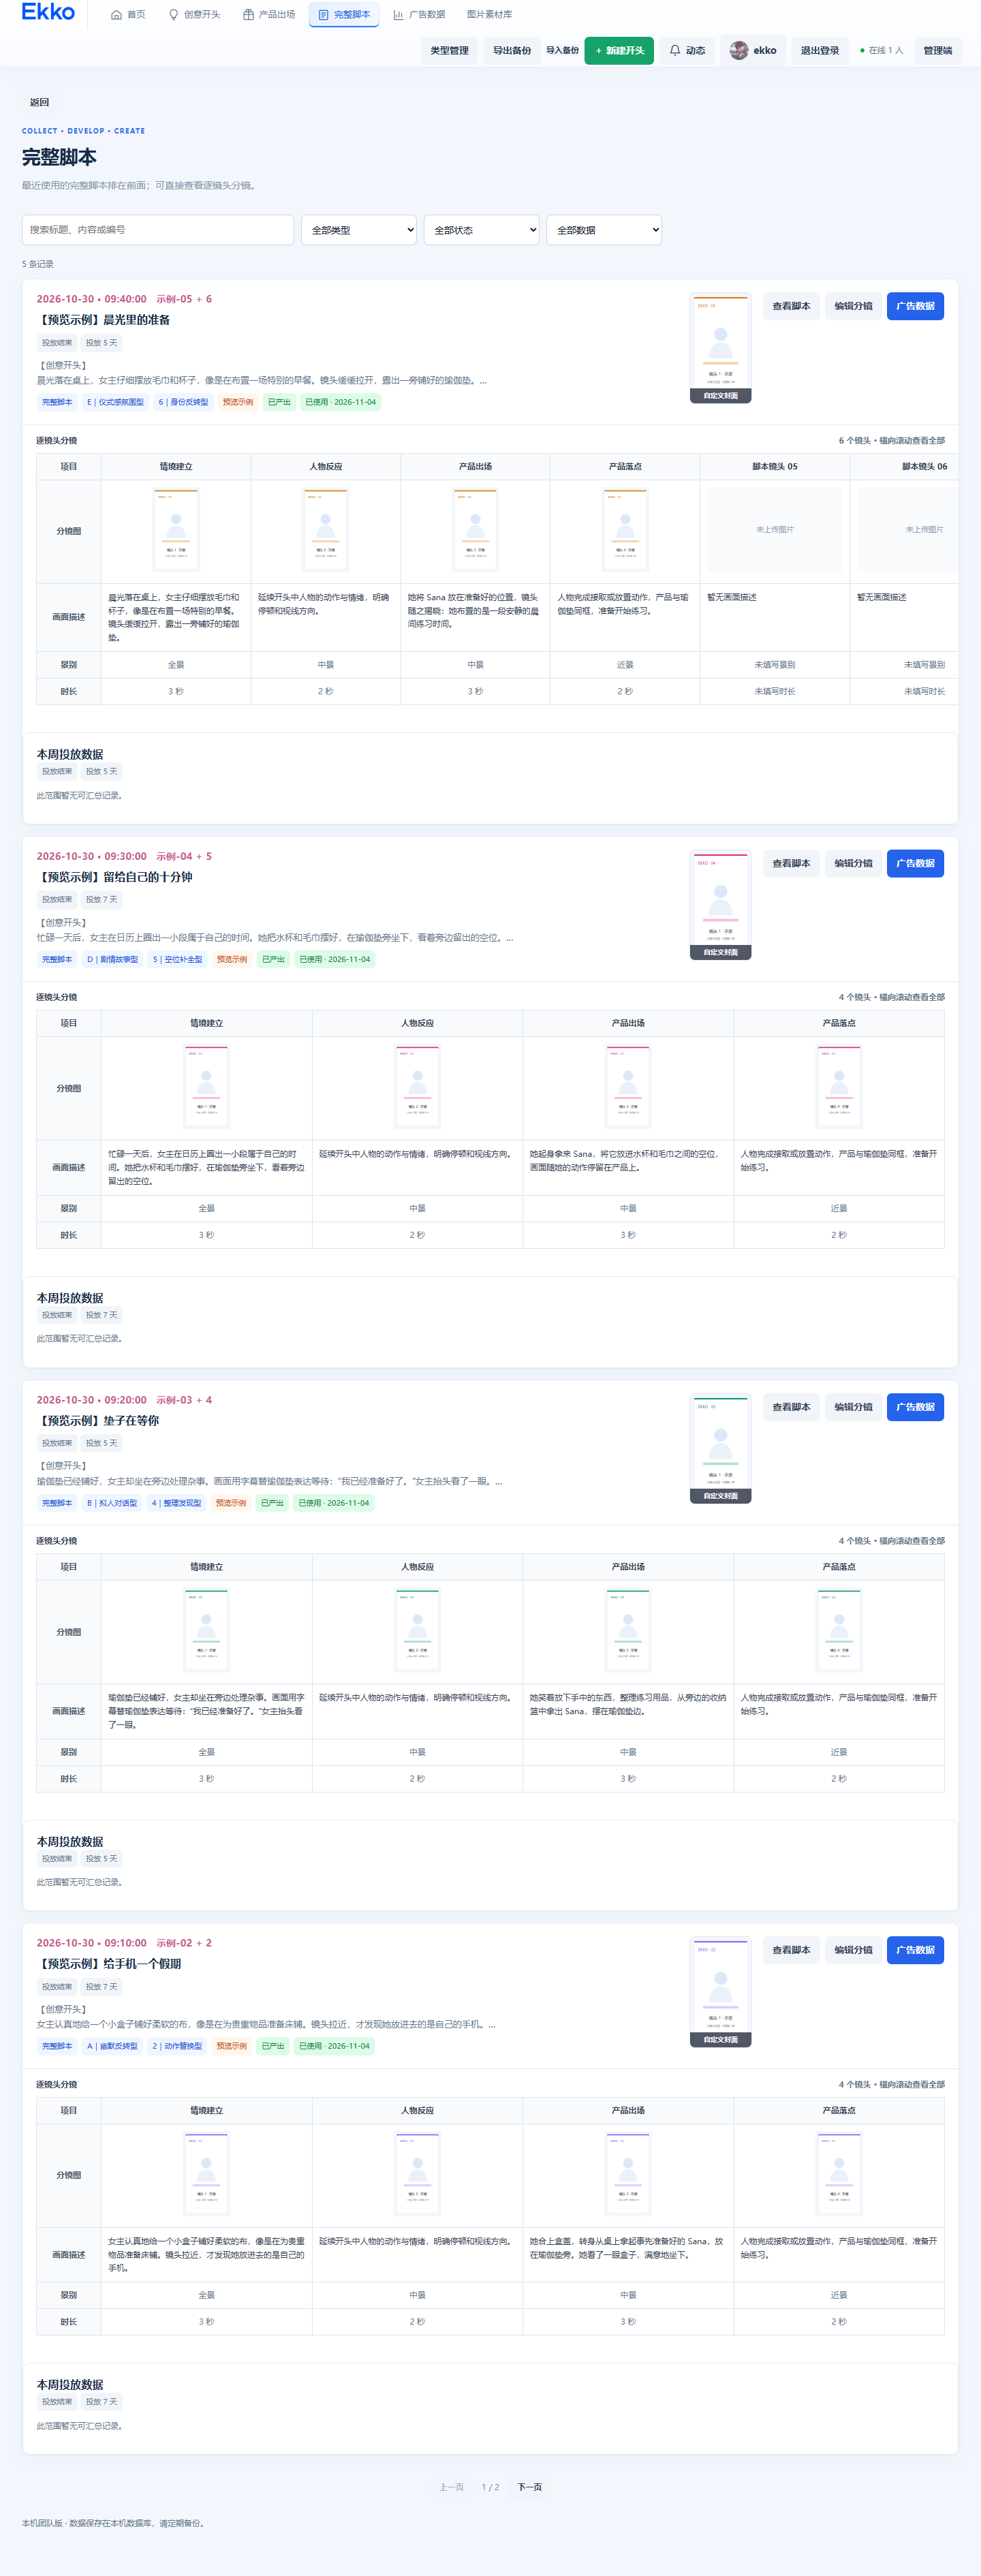 Ekko
首页
创意开头
产品出场
完整脚本
广告数据
图片素材库
类型管理
导出备份
导入备份
+ 新建开头
动态
ekko
退出登录
在线 1 人
管理端
返回
COLLECT • DEVELOP • CREATE
完整脚本
最近使用的完整脚本排在前面；可直接查看逐镜头分镜。
搜索标题、内容或编号
全部类型
全部状态
全部数据
5 条记录
2026-10-30 • 09:40:00 示例-05 + 6
【预览示例】晨光里的准备
投放结束 投放 5 天
【创意开头】
晨光落在桌上，女主仔细摆放毛巾和杯子，像是在布置一场特别的早餐。镜头缓缓拉开，露出一旁铺好的瑜伽垫。...
完整脚本 E | 仪式感氛围型 6 | 身份反转型 预览示例 已产出 已使用 · 2026-11-04
EKKO · 05
镜头 1 · 示意
自定义封面
查看脚本
编辑分镜
广告数据
逐镜头分镜
6 个镜头 • 横向滚动查看全部
项目 情境建立 人物反应 产品出场 产品落点 脚本镜头 05 脚本镜头 06
分镜图 未上传图片 未上传图片
画面描述
晨光落在桌上，女主仔细摆放毛巾和
杯子，像是在布置一场特别的早餐。
镜头缓缓拉开，露出一旁铺好的瑜伽
垫。
延续开头中人物的动作与情绪，明确
停顿和视线方向。
她将 Sana 放在准备好的位置，镜头
随之揭晓：她布置的是一段安静的晨
间练习时间。
人物完成接取或放置动作，产品与瑜
伽垫同框，准备开始练习。
暂无画面描述
暂无画面描述
景别 全景 中景 中景 近景 未填写景别 未填写景别
时长 3 秒 2 秒 3 秒 2 秒 未填写时长 未填写时长
本周投放数据
投放结束 投放 5 天
此范围暂无可汇总记录。
2026-10-30 • 09:30:00 示例-04 + 5
【预览示例】留给自己的十分钟
投放结束 投放 7 天
【创意开头】
忙碌一天后，女主在日历上圈出一小段属于自己的时间。她把水杯和毛巾摆好，在瑜伽垫旁坐下，看着旁边留出的空位。...
完整脚本 D | 剧情故事型 5 | 空位补全型 预览示例 已产出 已使用 · 2026-11-04
EKKO · 04
镜头 1 · 示意
自定义封面
查看脚本
编辑分镜
广告数据
逐镜头分镜
4 个镜头 • 横向滚动查看全部
项目 情境建立 人物反应 产品出场 产品落点
分镜图
画面描述
忙碌一天后，女主在日历上圈出一小段属于自己的时
间。她把水杯和毛巾摆好，在瑜伽垫旁坐下，看着旁边
留出的空位。
延续开头中人物的动作与情绪，明确停顿和视线方向。
她起身拿来 Sana，将它放进水杯和毛巾之间的空位，
画面随她的动作停留在产品上。
人物完成接取或放置动作，产品与瑜伽垫同框，准备开
始练习。
景别 全景 中景 中景 近景
时长 3 秒 2 秒 3 秒 2 秒
本周投放数据
投放结束 投放 7 天
此范围暂无可汇总记录。
2026-10-30 • 09:20:00 示例-03 + 4
【预览示例】垫子在等你
投放结束 投放 5 天
【创意开头】
瑜伽垫已经铺好，女主却坐在旁边处理杂事。画面用字幕替瑜伽垫表达等待：“我已经准备好了。”女主抬头看了一眼。...
完整脚本 B | 拟人对话型 4 | 整理发现型 预览示例 已产出 已使用 · 2026-11-04
EKKO · 03
镜头 1 · 示意
自定义封面
查看脚本
编辑分镜
广告数据
逐镜头分镜
4 个镜头 • 横向滚动查看全部
项目 情境建立 人物反应 产品出场 产品落点
分镜图
画面描述
瑜伽垫已经铺好，女主却坐在旁边处理杂事。画面用字
幕替瑜伽垫表达等待：“我已经准备好了。”女主抬头看
了一眼。
延续开头中人物的动作与情绪，明确停顿和视线方向。
她笑着放下手中的东西，整理练习用品，从旁边的收纳
篮中拿出 Sana，摆在瑜伽垫边。
人物完成接取或放置动作，产品与瑜伽垫同框，准备开
始练习。
景别 全景 中景 中景 近景
时长 3 秒 2 秒 3 秒 2 秒
本周投放数据
投放结束 投放 5 天
此范围暂无可汇总记录。
2026-10-30 • 09:10:00 示例-02 + 2
【预览示例】给手机一个假期
投放结束 投放 7 天
【创意开头】
女主认真地给一个小盒子铺好柔软的布，像是在为贵重物品准备床铺。镜头拉近，才发现她放进去的是自己的手机。...
完整脚本 A | 幽默反转型 2 | 动作替换型 预览示例 已产出 已使用 · 2026-11-04
EKKO · 02
镜头 1 · 示意
自定义封面
查看脚本
编辑分镜
广告数据
逐镜头分镜
4 个镜头 • 横向滚动查看全部
项目 情境建立 人物反应 产品出场 产品落点
分镜图
画面描述
女主认真地给一个小盒子铺好柔软的布，像是在为贵重
物品准备床铺。镜头拉近，才发现她放进去的是自己的
手机。
延续开头中人物的动作与情绪，明确停顿和视线方向。
她合上盒盖，转身从桌上拿起事先准备好的 Sana，放
在瑜伽垫旁。她看了一眼盒子，满意地坐下。
人物完成接取或放置动作，产品与瑜伽垫同框，准备开
始练习。
景别 全景 中景 中景 近景
时长 3 秒 2 秒 3 秒 2 秒
本周投放数据
投放结束 投放 7 天
此范围暂无可汇总记录。
上一页 1 / 2 下一页
本机团队版 · 数据保存在本机数据库，请定期备份。